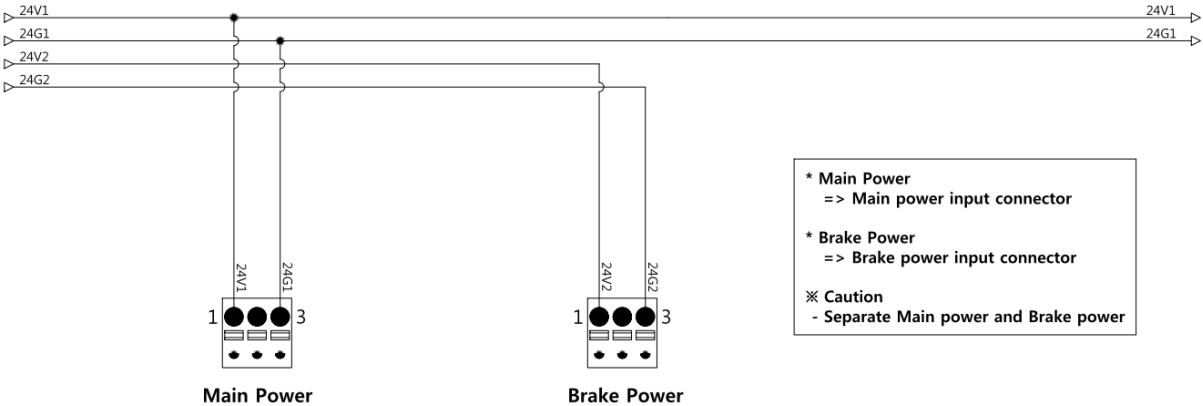 24V1
24V1
24G1
24G1
24V2
24G2
* Main Power
=> Main power input connector
* Brake Power
=> Brake power input connector
※ Caution
- Separate Main power and Brake power
24V1
24G1
24V2
24G2
1
3
1
3
Main Power
Brake Power